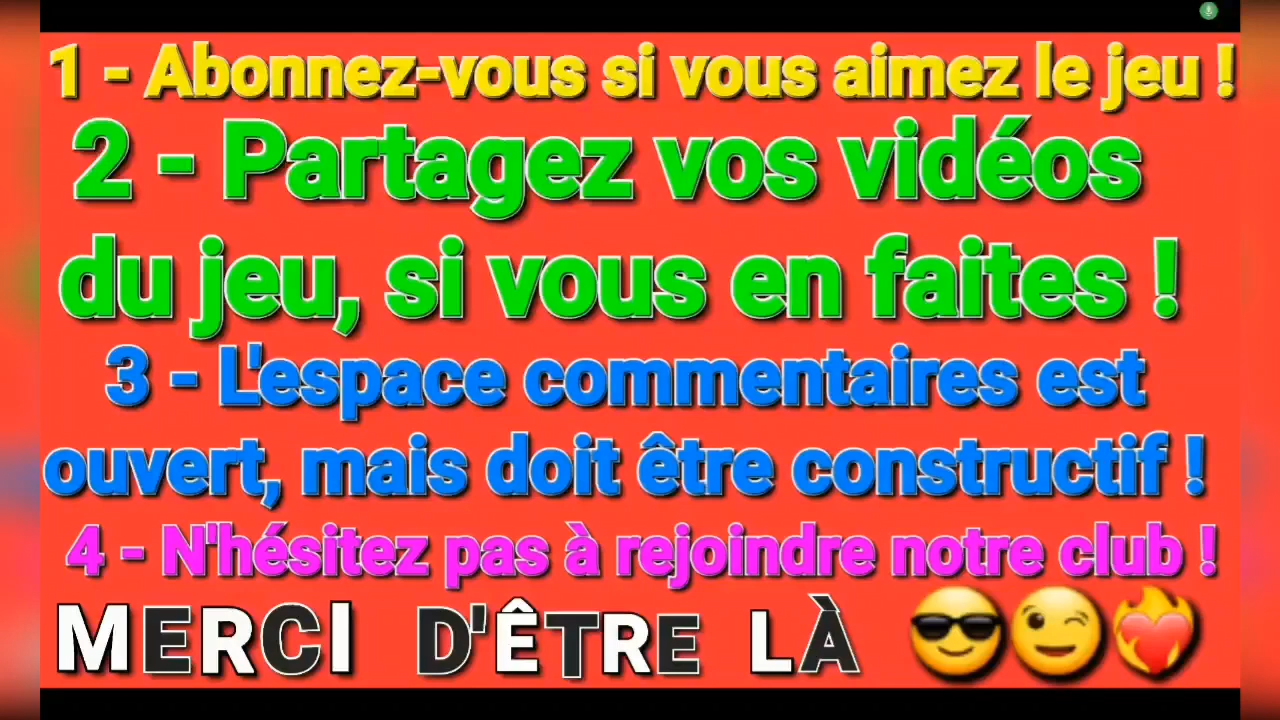 1 - Abonnez-vous si vous aimez le jeu !
2 - Partagez vos vidéos
du jeu, si vous en faites !
3 - L'espace commentaires est
ouvert, mais doit être constructif !
4 - N'hésitez pas à rejoindre notre club !
MERCI D'ÊTRE LÀ 😎😉❤️‍🔥